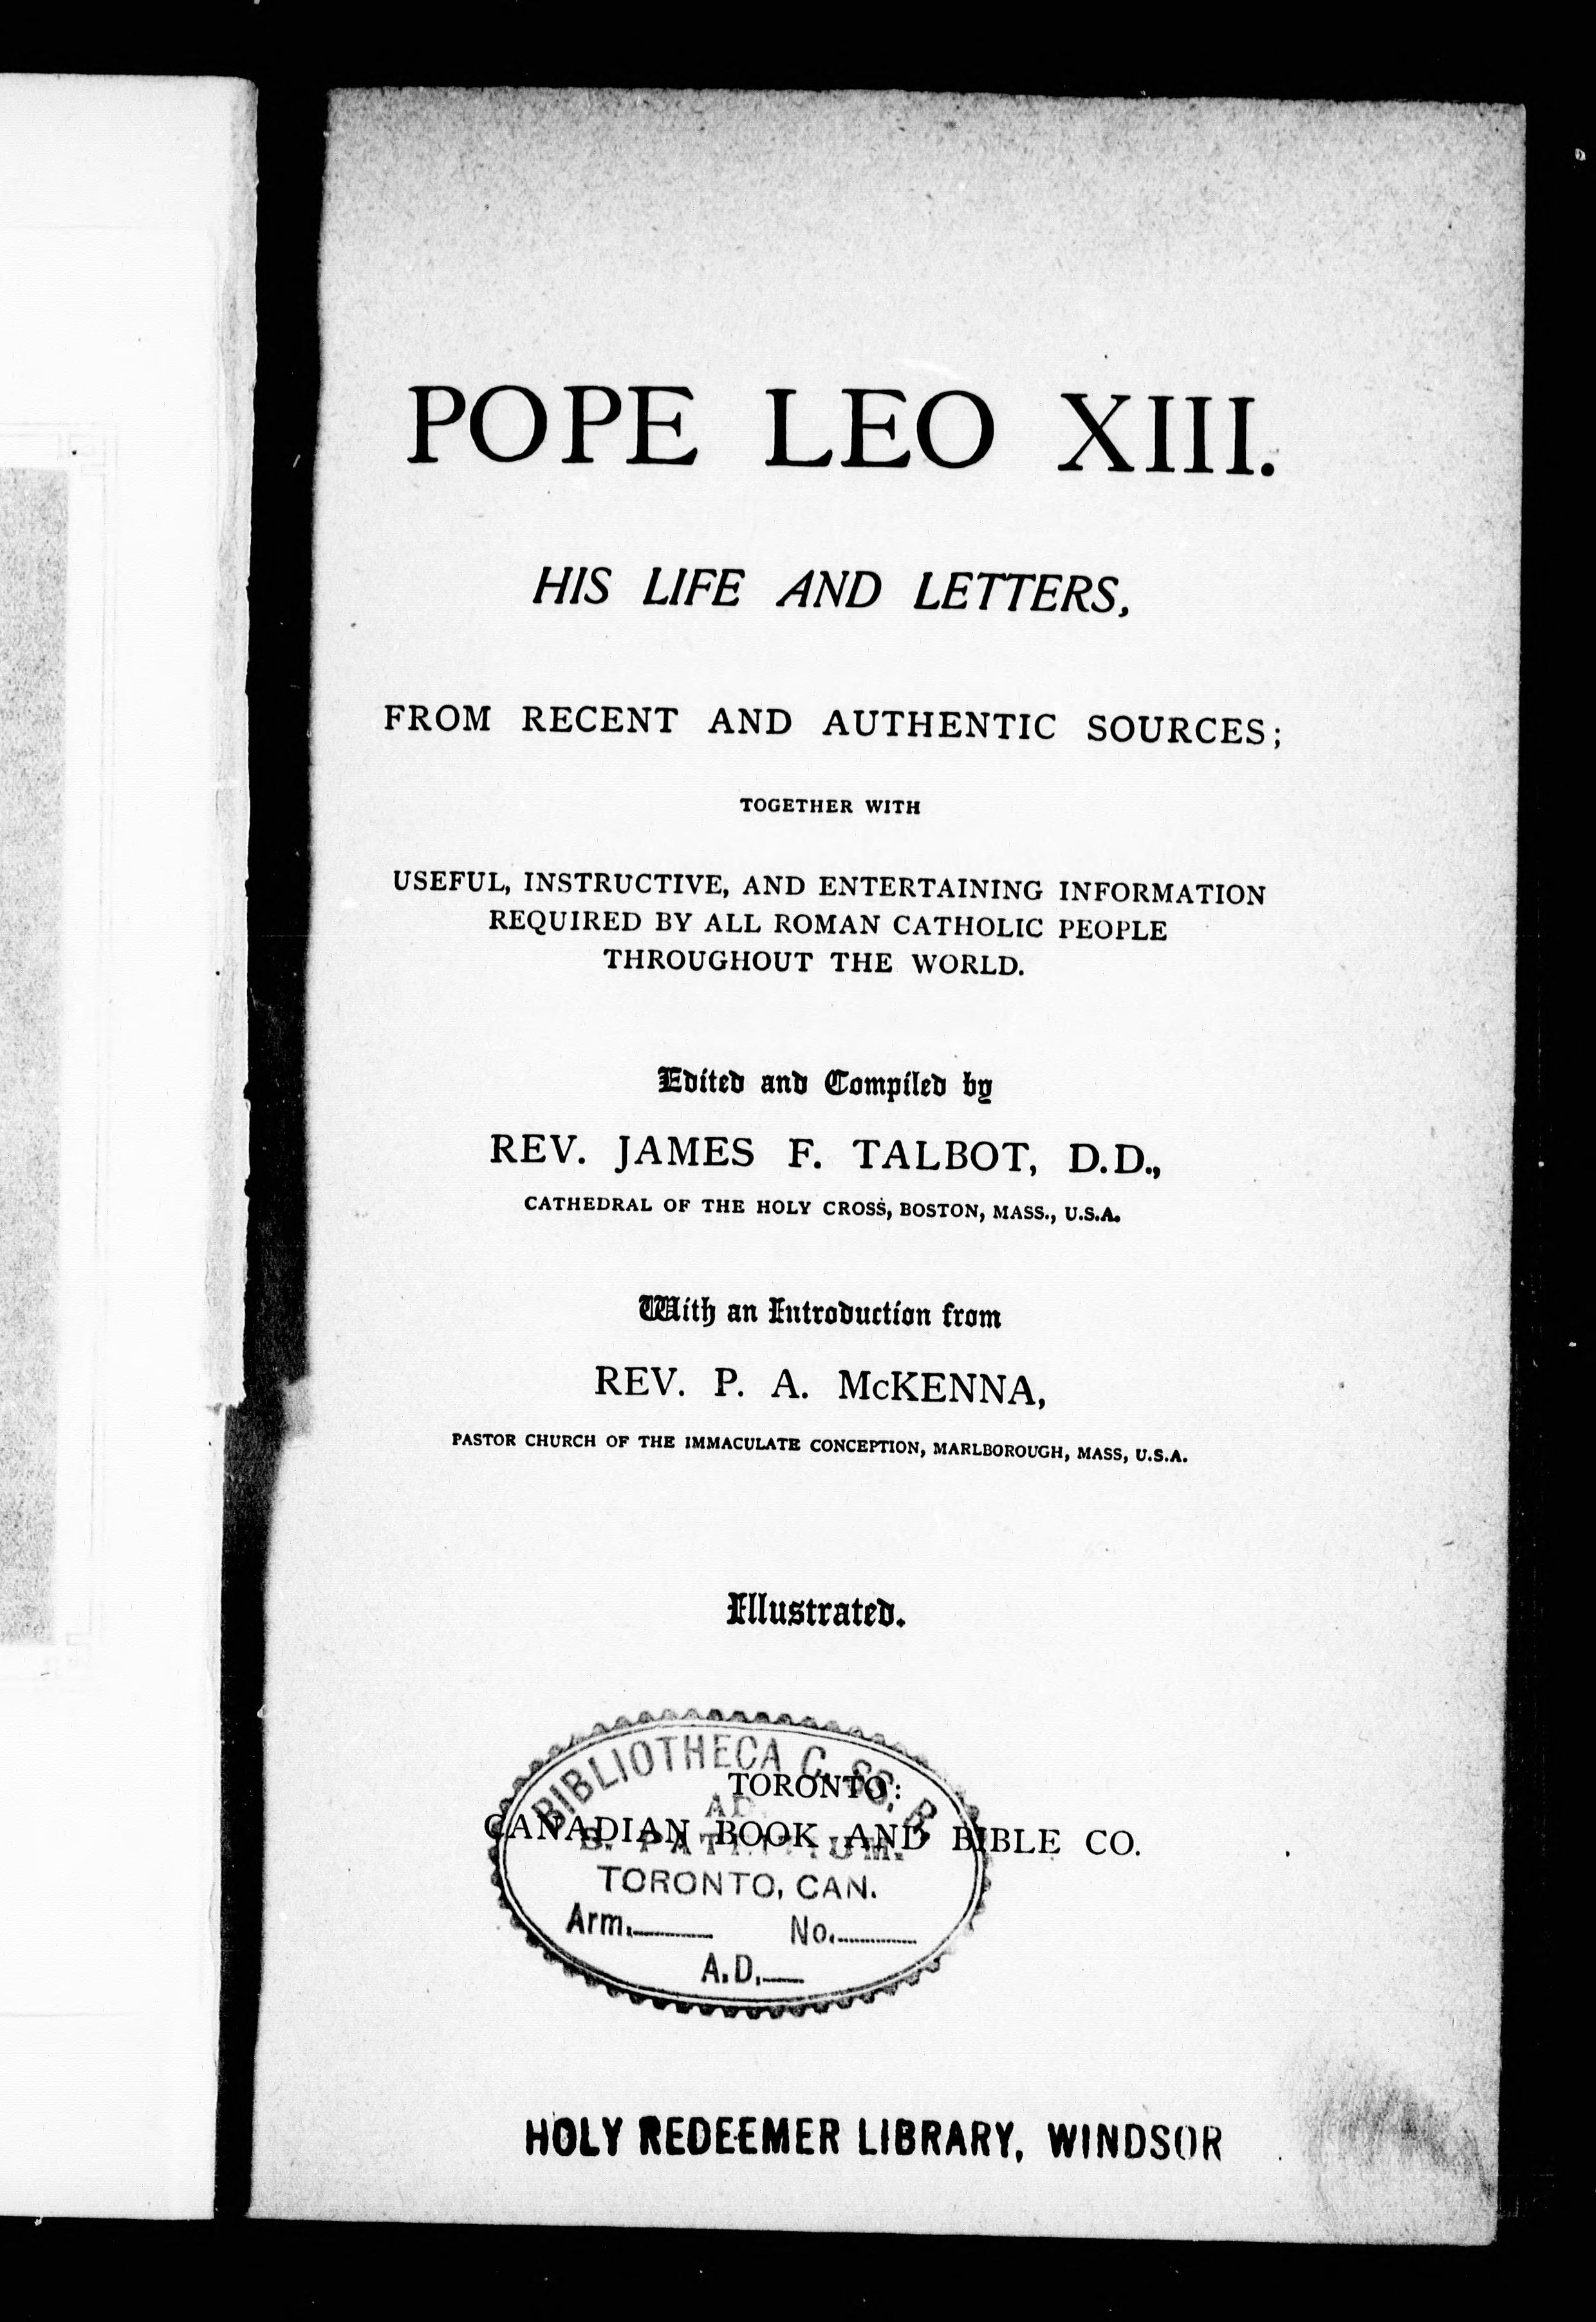 POPE LEO XIII.
HIS LIFE AND LETTERS,
FROM RECENT AND AUTHENTIC SOURCES;
TOGETHER WITH
USEFUL, INSTRUCTIVE, AND ENTERTAINING INFORMATION
REQUIRED BY ALL ROMAN CATHOLIC PEOPLE
THROUGHOUT THE WORLD.
Edited and Compiled by
REV. JAMES F. TALBOT, D.D.,
CATHEDRAL OF THE HOLY CROSS, BOSTON, MASS., U.S.A.
With an Introduction from
REV. P. A. McKENNA,
PASTOR CHURCH OF THE IMMACULATE CONCEPTION, MARLBOROUGH, MASS, U.S.A.
Illustrated.
TORONTO:
CANADIAN BOOK AND BIBLE CO.
BIBLIOTHECA C. SS. R.
AD
S.
TORONTO, CAN.
Arm. No.
A.D.
HOLY REDEEMER LIBRARY, WINDSOR